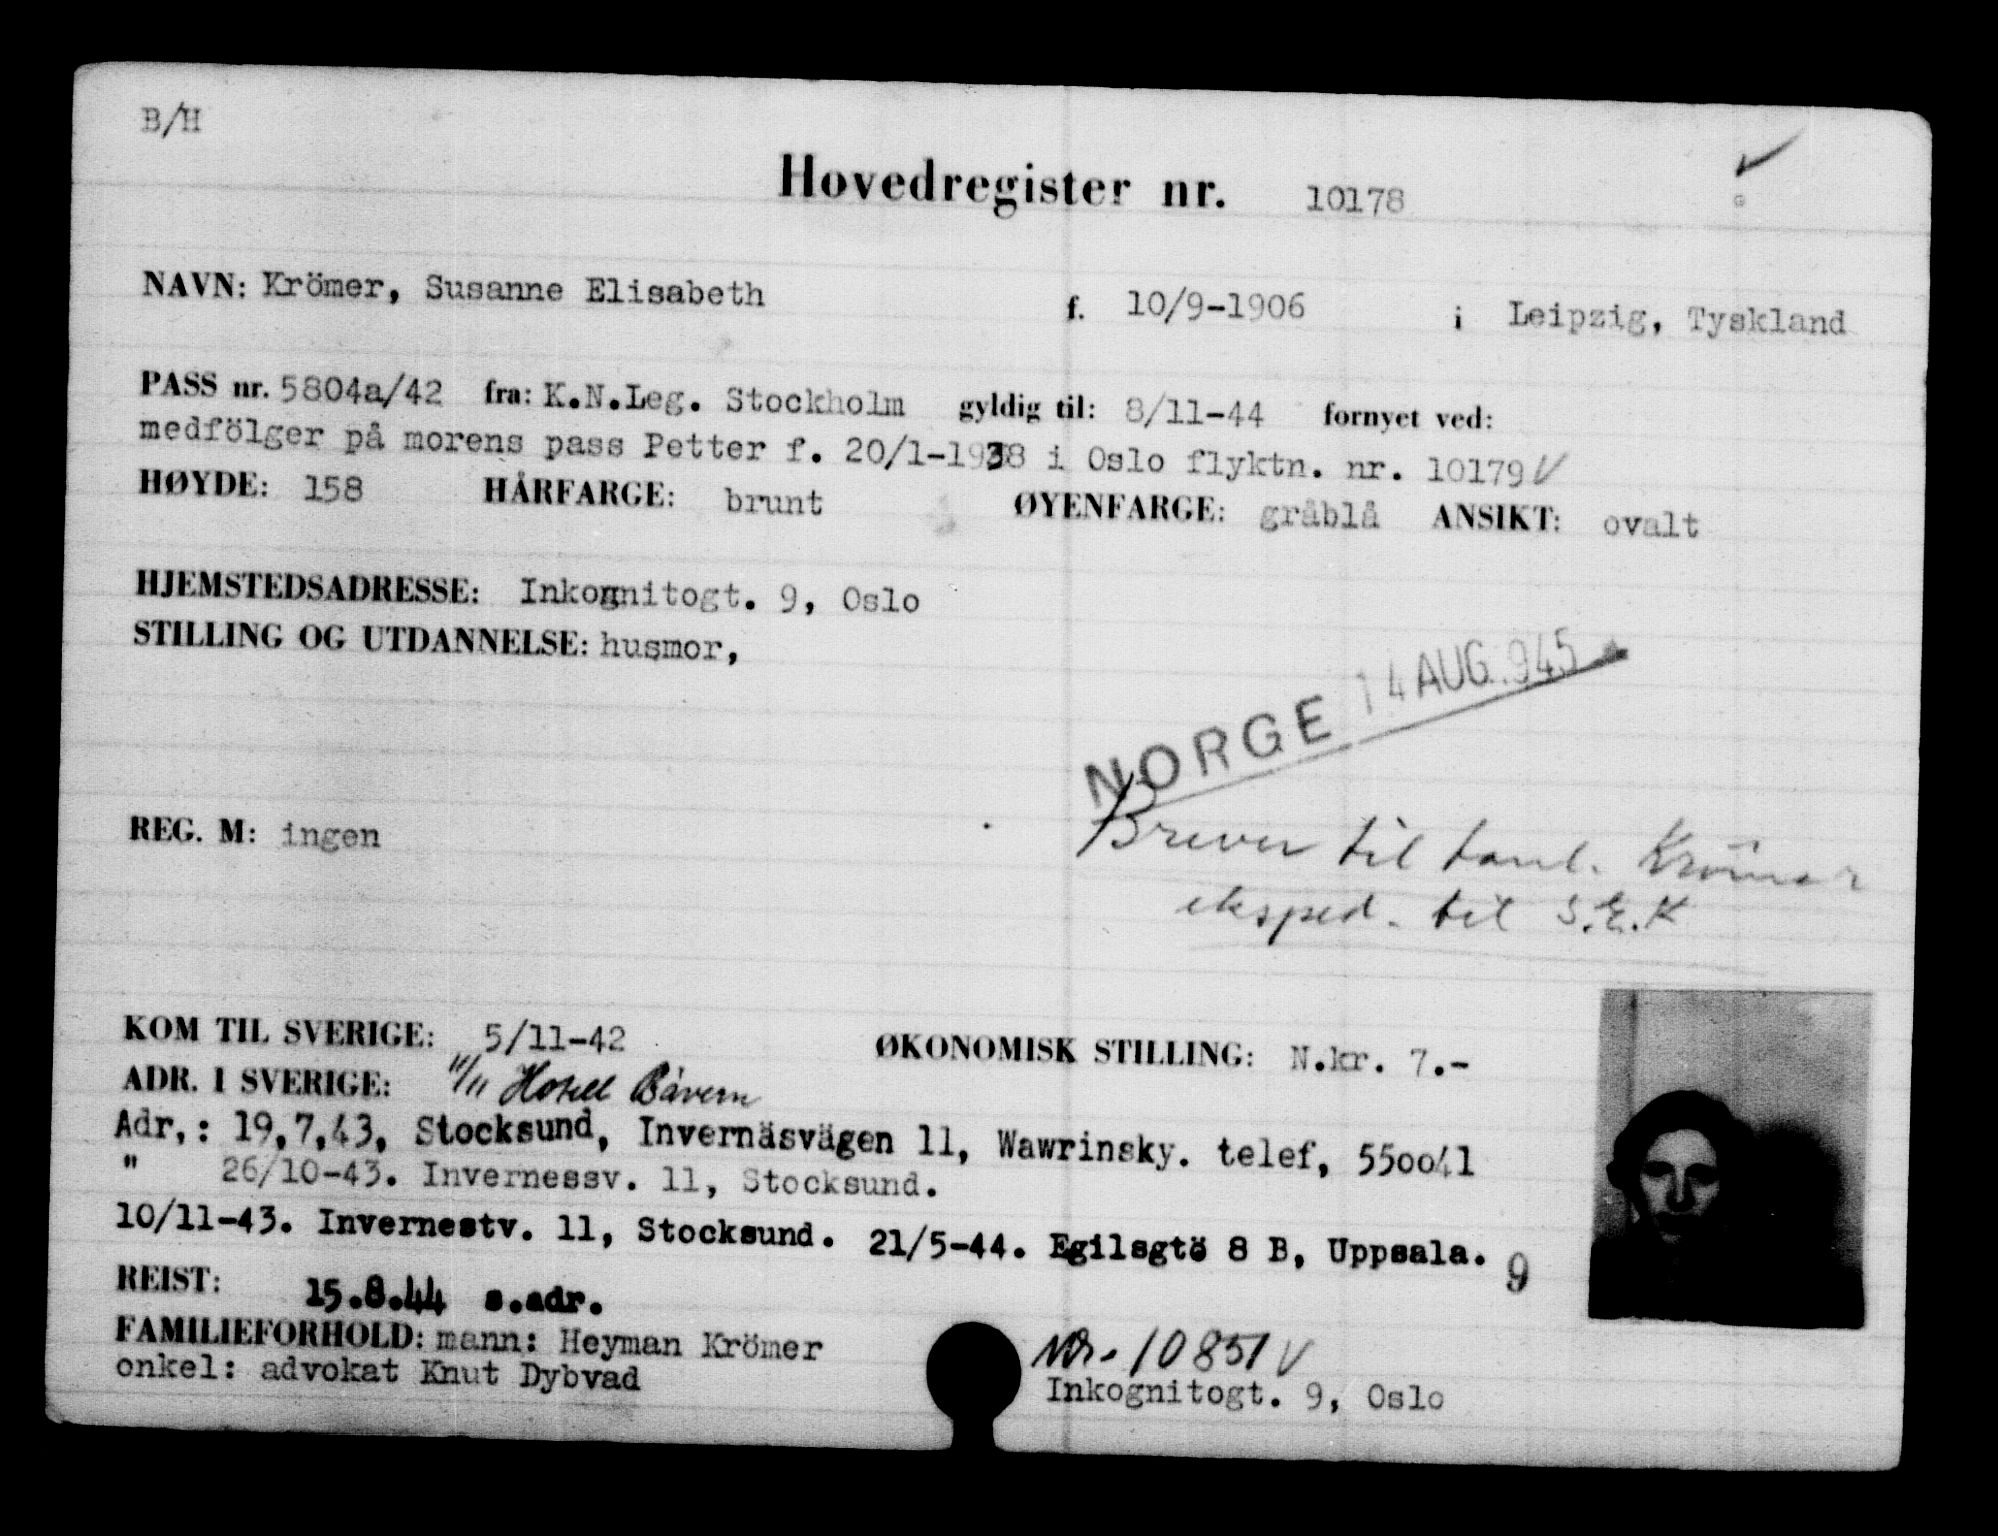 B/H
Hovedregister nr. 10178
NAVN: Krömer, Susanne Elisabeth f. 10/9-1906 i Leipzig, Tyskland
PASS nr. 5804a/42 fra: K.N.Leg. Stockholm gyldig til: 8/11-44 fornyet ved:
medfölger på morens pass Petter f. 20/1-1938 i Oslo flyktn. nr. 10179 V
HØYDE: 158 HÅRFARGE: brunt ØYENFARGE: gråblå ANSIKT: ovalt
HJEMSTEDSADRESSE: Inkognitogt. 9, Oslo
STILLING OG UTDANNELSE: husmor,
NORGE 14 AUG. 945
REG. M: ingen
Brever til faml. Krömer
eksped. til S.E.K
KOM TIL SVERIGE: 5/11-42 ØKONOMISK STILLING: N.kr. 7.-
ADR. I SVERIGE: 11/11 Hotell Bävern
Adr,: 19,7,43, Stocksund, Invernäsvägen 11, Wawrinsky. telef, 550041
" 26/10-43. Invernessv. 11, Stocksund.
10/11-43. Invernestv. 11, Stocksund. 21/5-44. Egilsgtö 8 B, Uppsala. 9
REIST: 15.8.44 s.adr.
FAMILIEFORHOLD: mann: Heyman Krömer Nr. 10851 V
onkel: advokat Knut Dybvad Inkognitogt. 9, Oslo